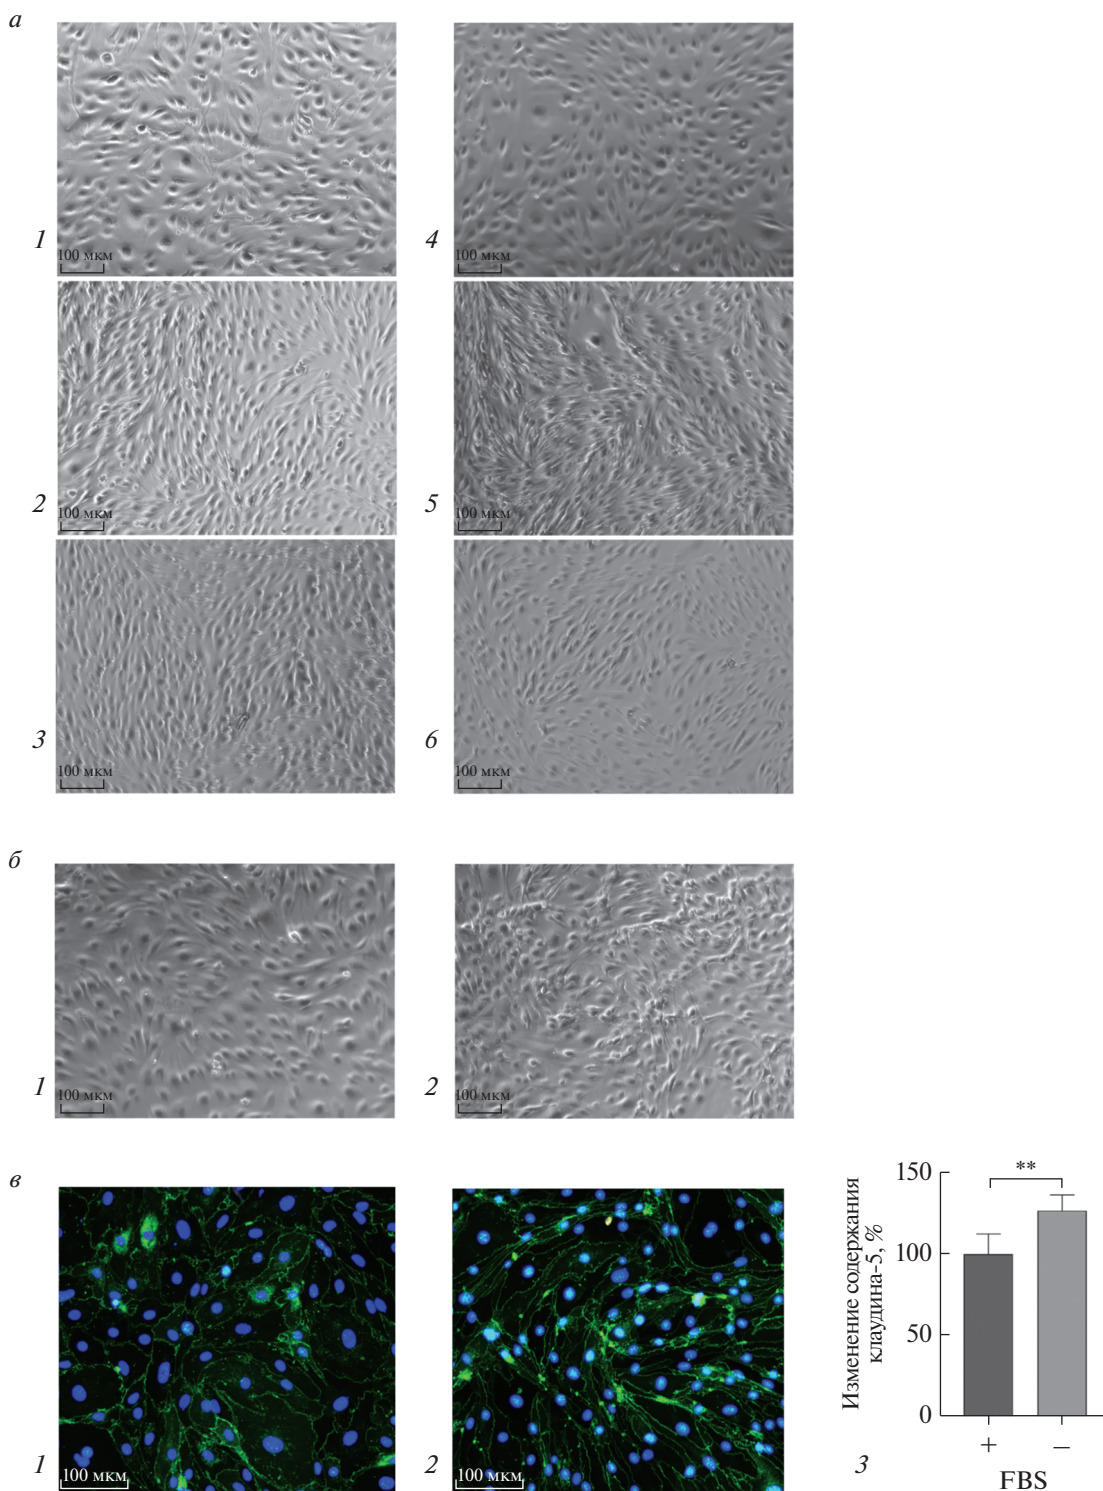 а
1
100 мкм
4
100 мкм
2
100 мкм
5
100 мкм
3
100 мкм
6
100 мкм
б
1
100 мкм
2
100 мкм
в
1
100 мкм
2
100 мкм
Изменение содержания
клаудина-5, %
150
100
50
0
**
+
–
3
FBS